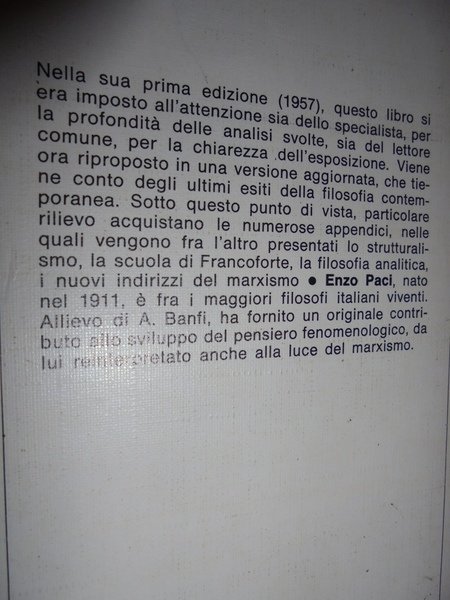 Nella sua prima edizione (1957), questo libro si
era imposto all'attenzione sia dello specialista, per
la profondità delle analisi svolte, sia del lettore
comune, per la chiarezza dell'esposizione. Viene
ora riproposto in una versione aggiornata, che tie-
ne conto degli ultimi esiti della filosofia contem-
poranea. Sotto questo punto di vista, particolare
rilievo acquistano le numerose appendici, nelle
quali vengono fra l'altro presentati lo strutturali-
smo, la scuola di Francoforte, la filosofia analitica,
i nuovi indirizzi del marxismo ● Enzo Paci, nato
nel 1911, è fra i maggiori filosofi italiani viventi.
Allievo di A. Banfi, ha fornito un originale contri-
buto allo sviluppo del pensiero fenomenologico, da
lui reinterpretato anche alla luce del marxismo.